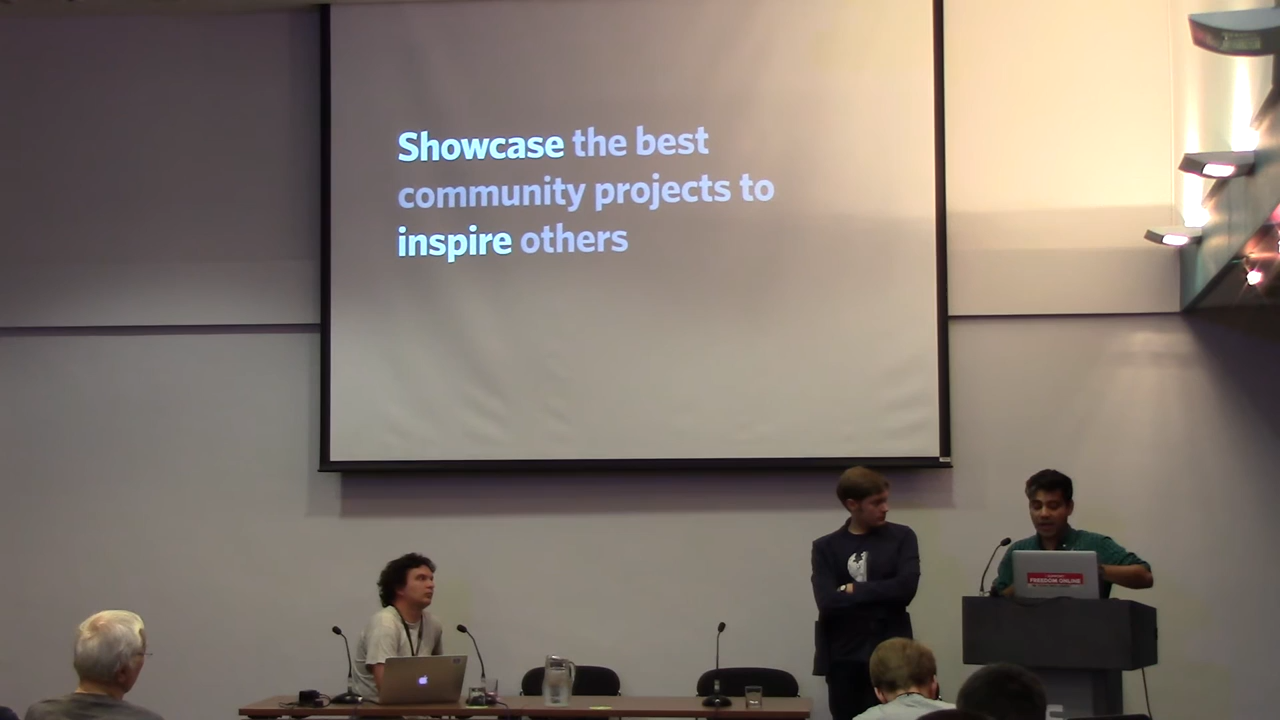 Showcase the best
community projects to
inspire others
FREEDOM ONLINE